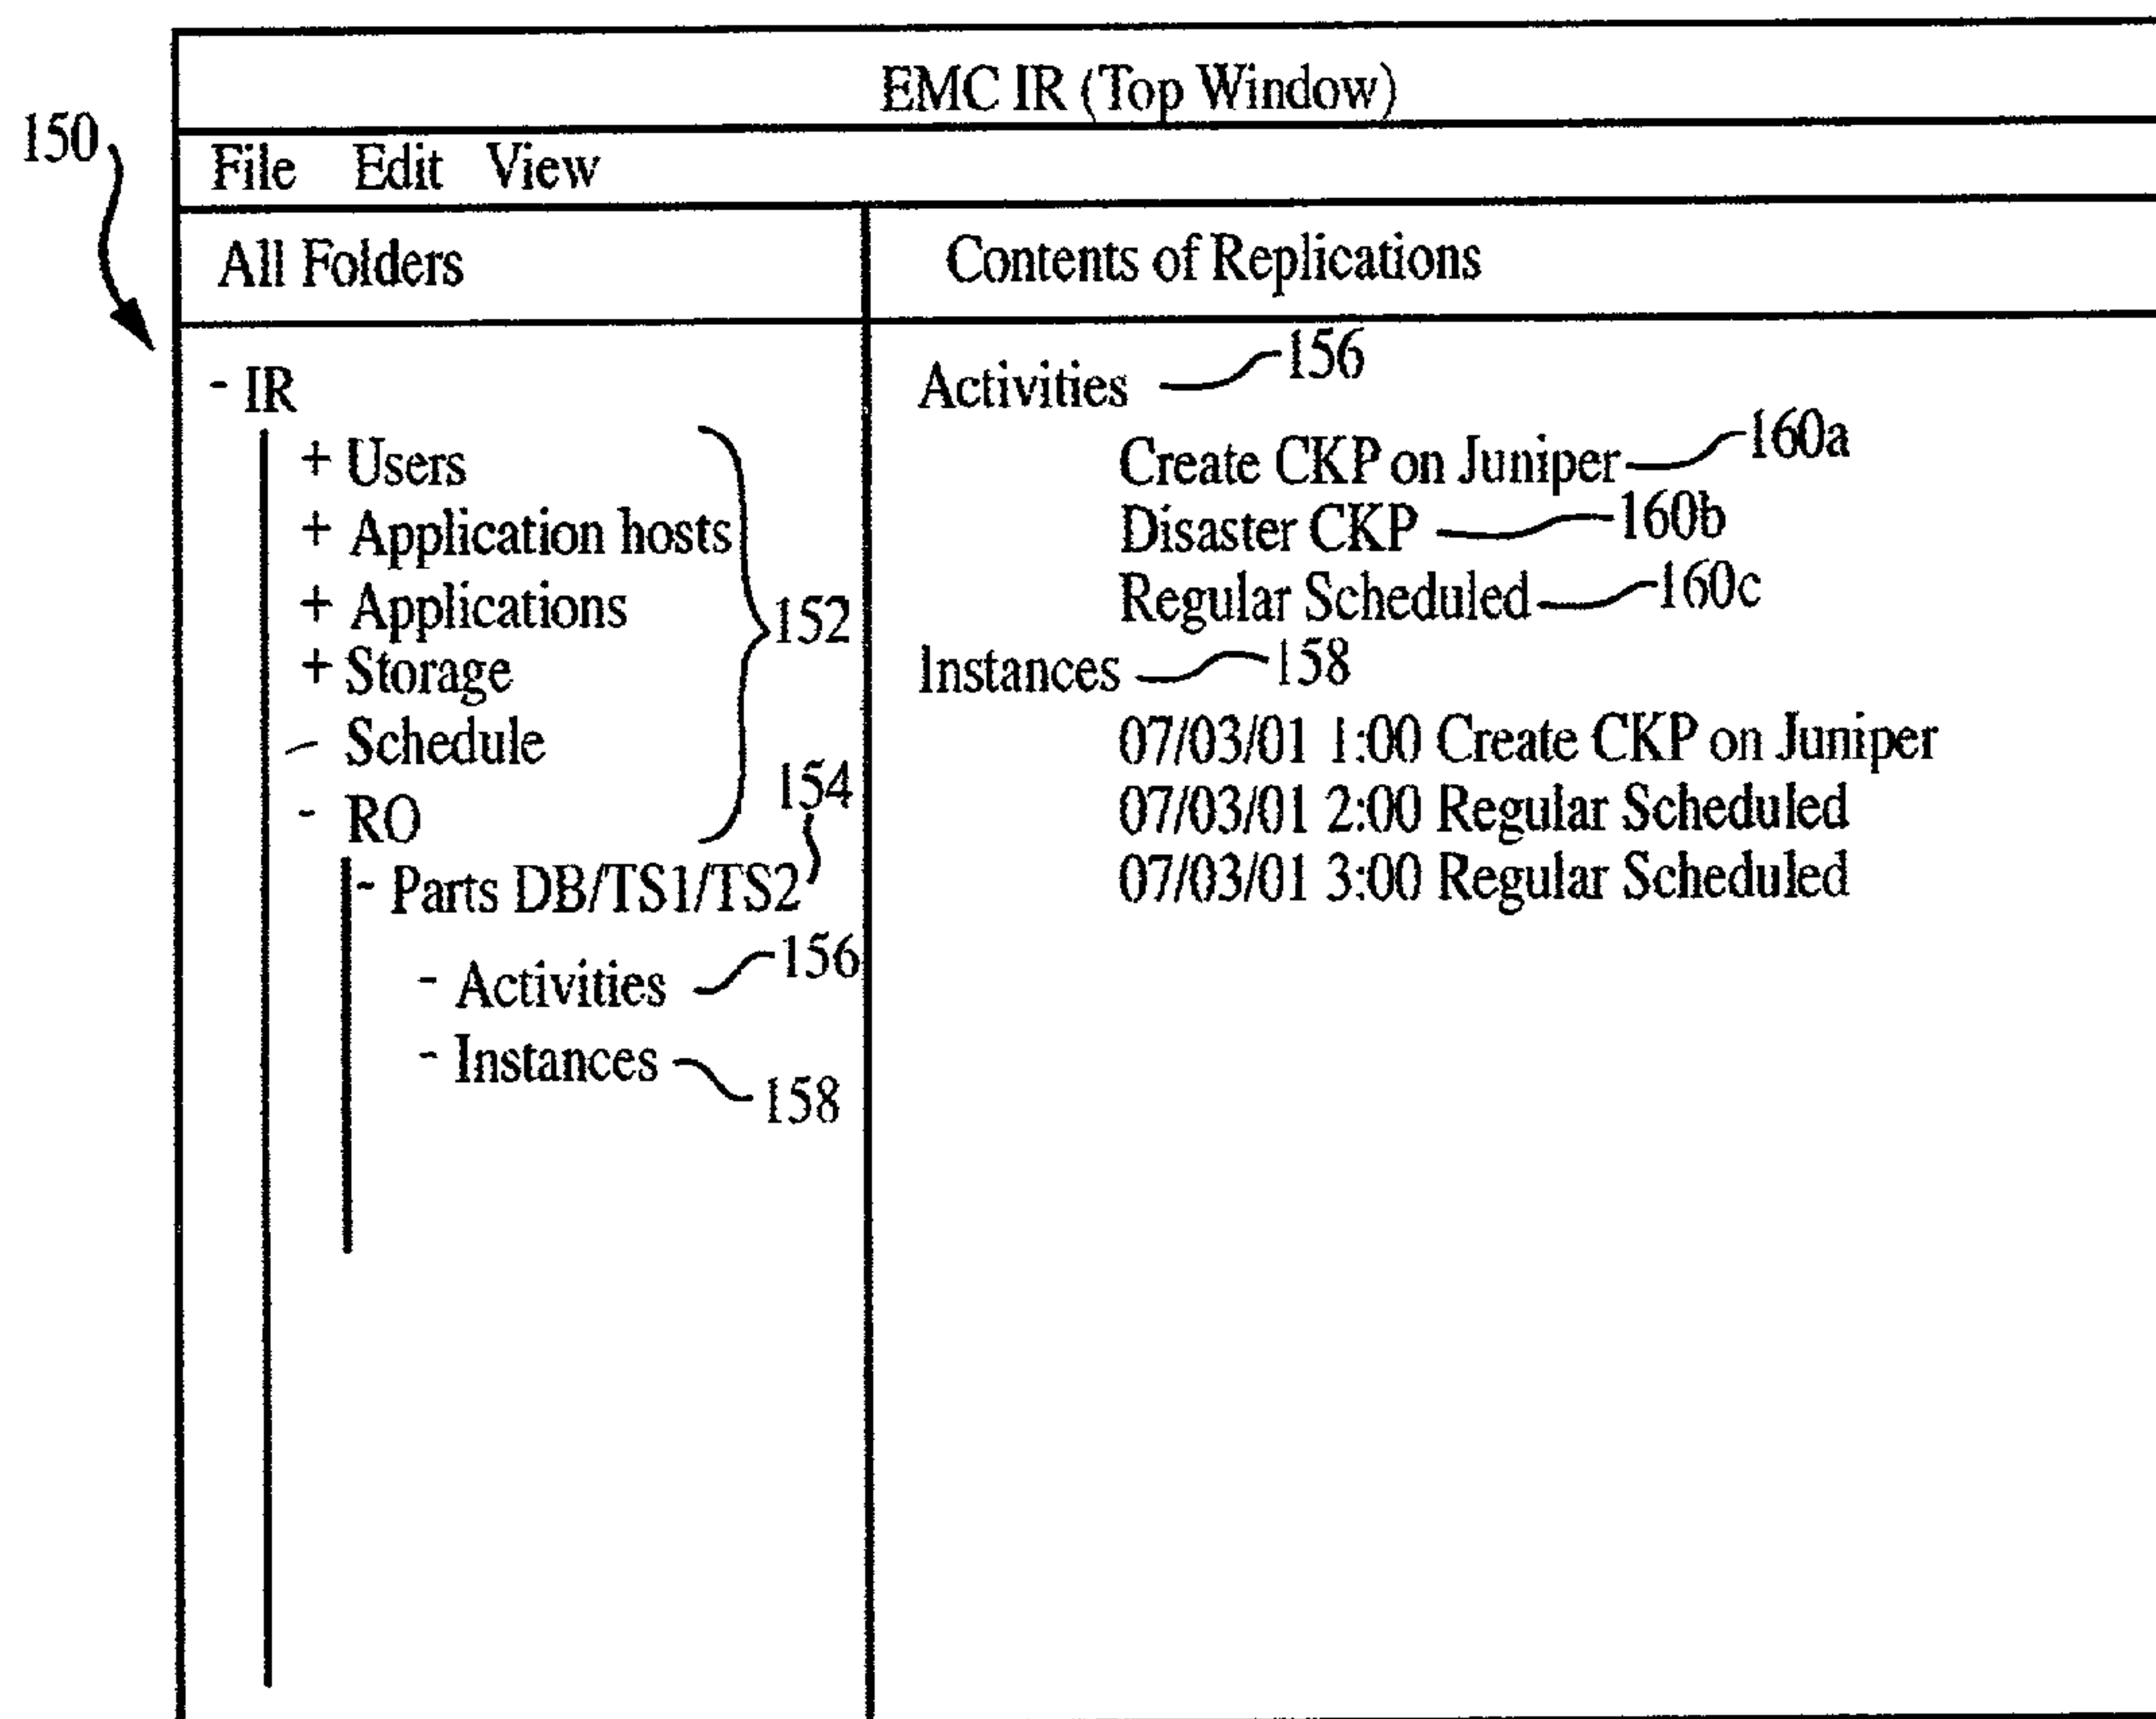 EMC IR (Top Window)
150
File Edit View
All Folders
- IR
+ Users
+ Application hosts
+ Applications
152
+ Storage
- Schedule
- RO
154
- Parts DB/TS1/TS2
- Activities 156
- Instances 158
Contents of Replications
Activities 156
Create CKP on Juniper 160a
Disaster CKP 160b
Regular Scheduled 160c
Instances 158
07/03/01 1:00 Create CKP on Juniper
07/03/01 2:00 Regular Scheduled
07/03/01 3:00 Regular Scheduled